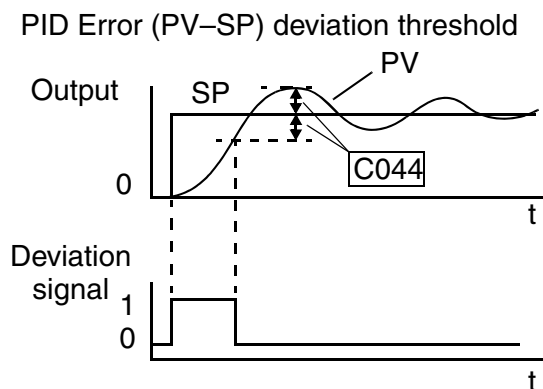 PID Error (PV–SP) deviation threshold
PV
Output
SP
C044
0
t
Deviation
signal
1
0
t